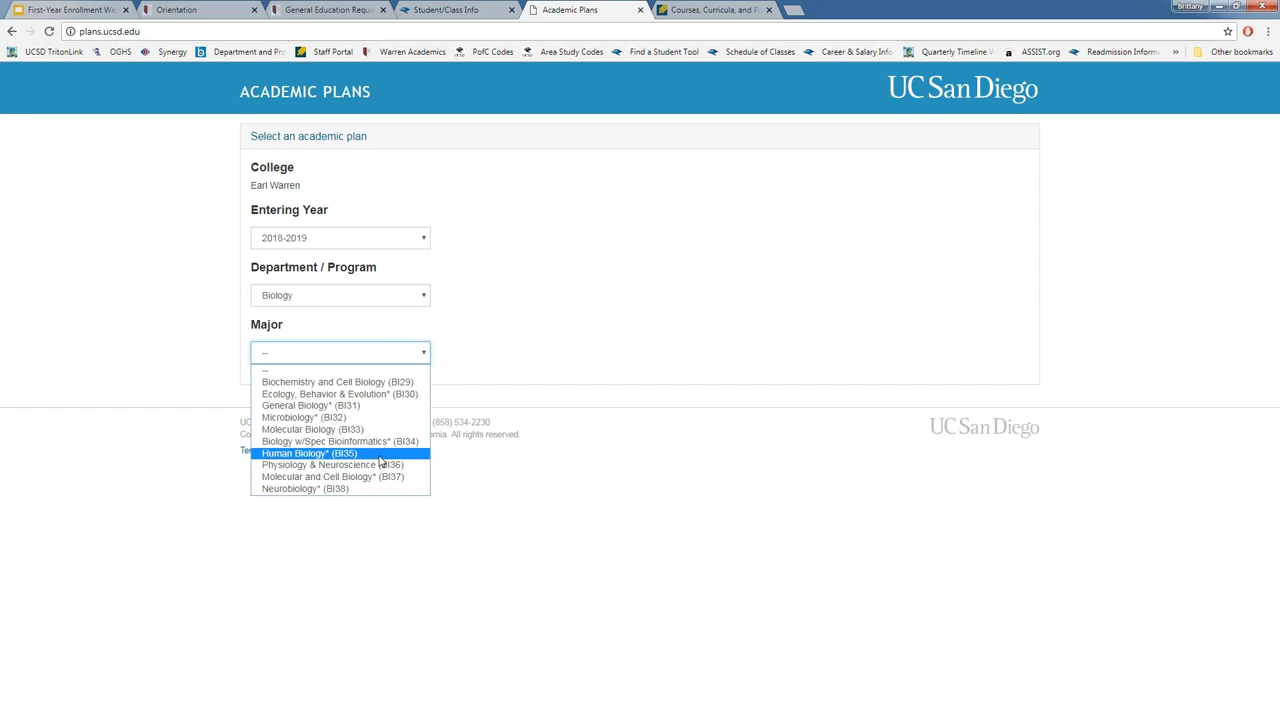 First-Year Enrollment We
Orientation
General Education Requi
Student/Class Info
Academic Plans
Courses, Curricula, and P
Brittany
plans.ucsd.edu
UCSD TritonLink
OGHS
Synergy
Department and Pro
Staff Portal
Warren Academics
PofC Codes
Area Study Codes
Find a Student Tool
Schedule of Classes
Career & Salary Info
Quarterly Timeline W
ASSIST.org
Readmission Inform
»
Other bookmarks
ACADEMIC PLANS
UC San Diego
Select an academic plan
College
Earl Warren
Entering Year
2018-2019
Department / Program
Biology
Major
--
--
Biochemistry and Cell Biology (BI29)
Ecology, Behavior & Evolution* (BI30)
General Biology* (BI31)
Microbiology* (BI32)
Molecular Biology (BI33)
Biology w/Spec Bioinformatics* (BI34)
Human Biology* (BI35)
Physiology & Neuroscience BI36)
Molecular and Cell Biology* (BI37)
Neurobiology* (BI38)
UC (858) 534-2230
Co ornia. All rights reserved.
Ter
UC San Diego